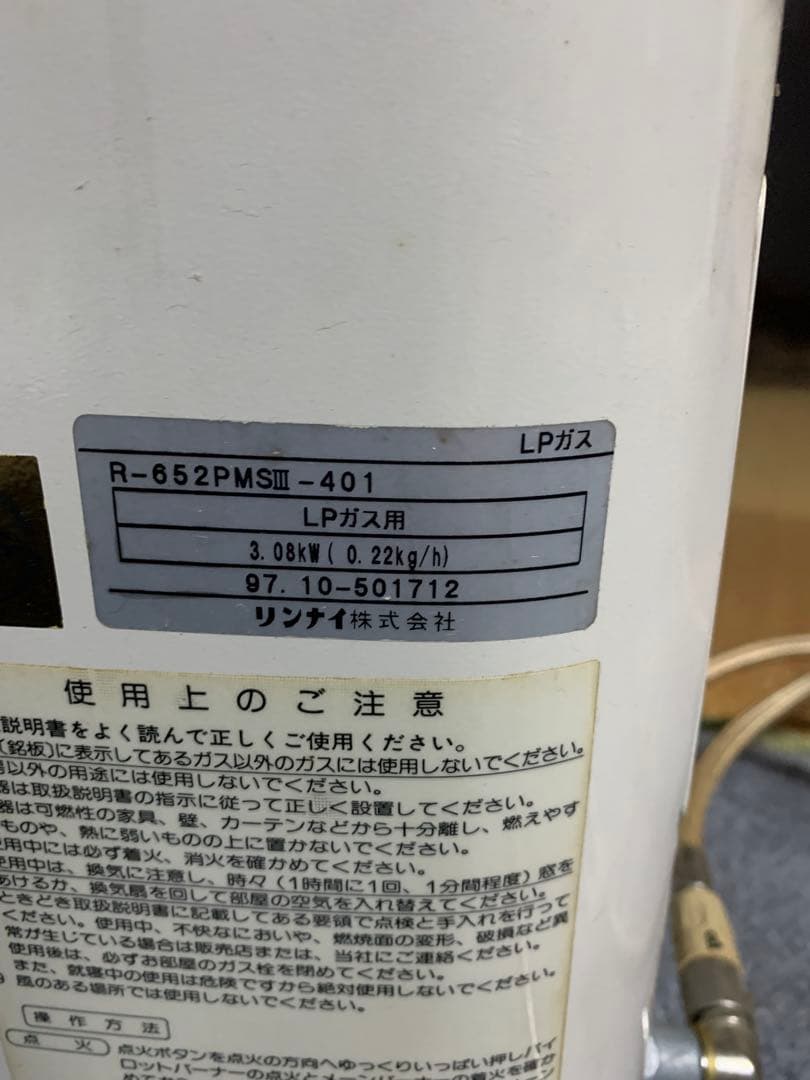 LPガス
R-652PMSⅢ-401
LPガス用
3.08kW(0.22kg/h)
97.10-501712
リンナイ株式会社
使用上のご注意
説明書をよく読んで正しくご使用ください。
(銘板)に表示してあるガス以外のガスには使用しないでください。
以外の用途には使用しないでください。
器は取扱説明書の指示に従って正しく設置してください。
器は可燃性の家具、壁、カーテンなどから十分離し、燃えやす
ものや、熱に弱いものの上に置かないでください。
使用中には必ず着火、消火を確かめてください。
使用中は、換気に注意し、時々(1時間に1回、1分間程度)窓を
あけるか、換気扇を回して部屋の空気を入れ替えてください。
ときどき取扱説明書に記載してある要領で点検と手入れを行って
ください。使用中、不快なにおいや、燃焼面の変形、破損など異
常が生じている場合は販売店または、当社にご連絡ください。
使用後は、必ずお部屋のガス栓を閉めてください。
また、就寝中の使用は危険ですから絶対使用しないでください。
9 風のある場所では使用しないでください。
操作方法
点火 点火ボタンを点火の方向へゆっくりいっぱい押しパイ
ロットバーナーの点火とメーンバーナーの着火を確か